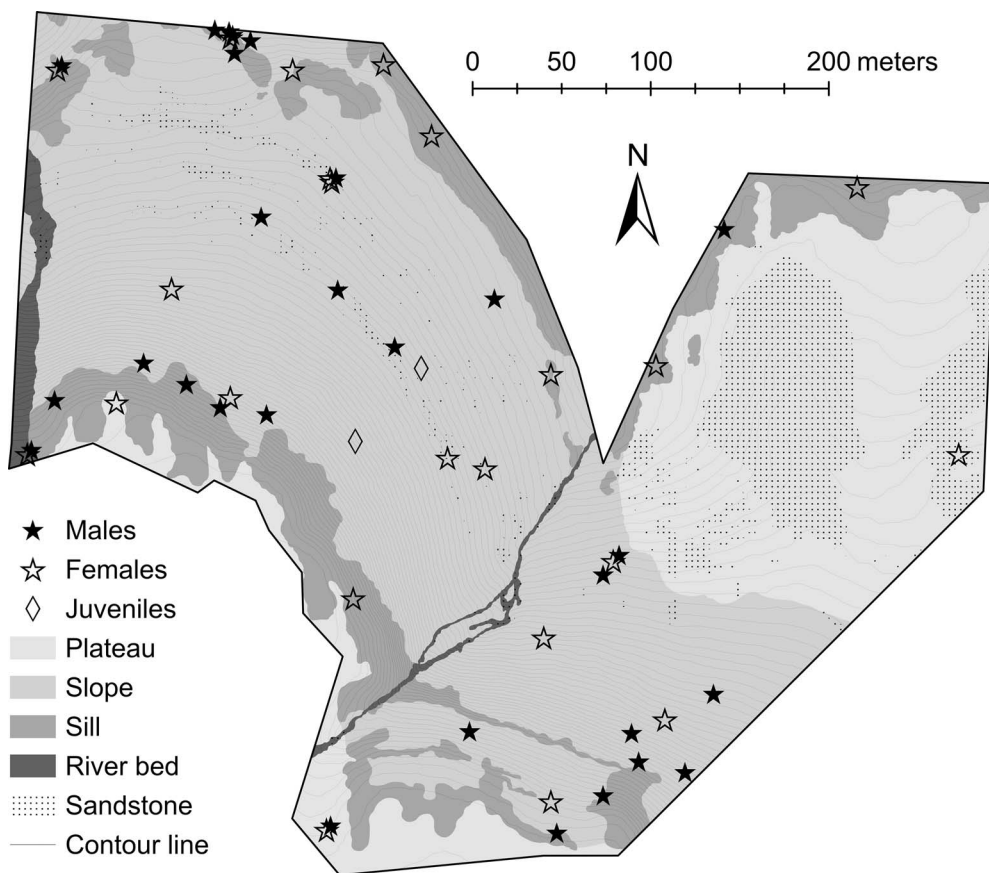 0 50 100 200 meters
N
Males
Females
Juveniles
Plateau
Slope
Sill
River bed
Sandstone
Contour line